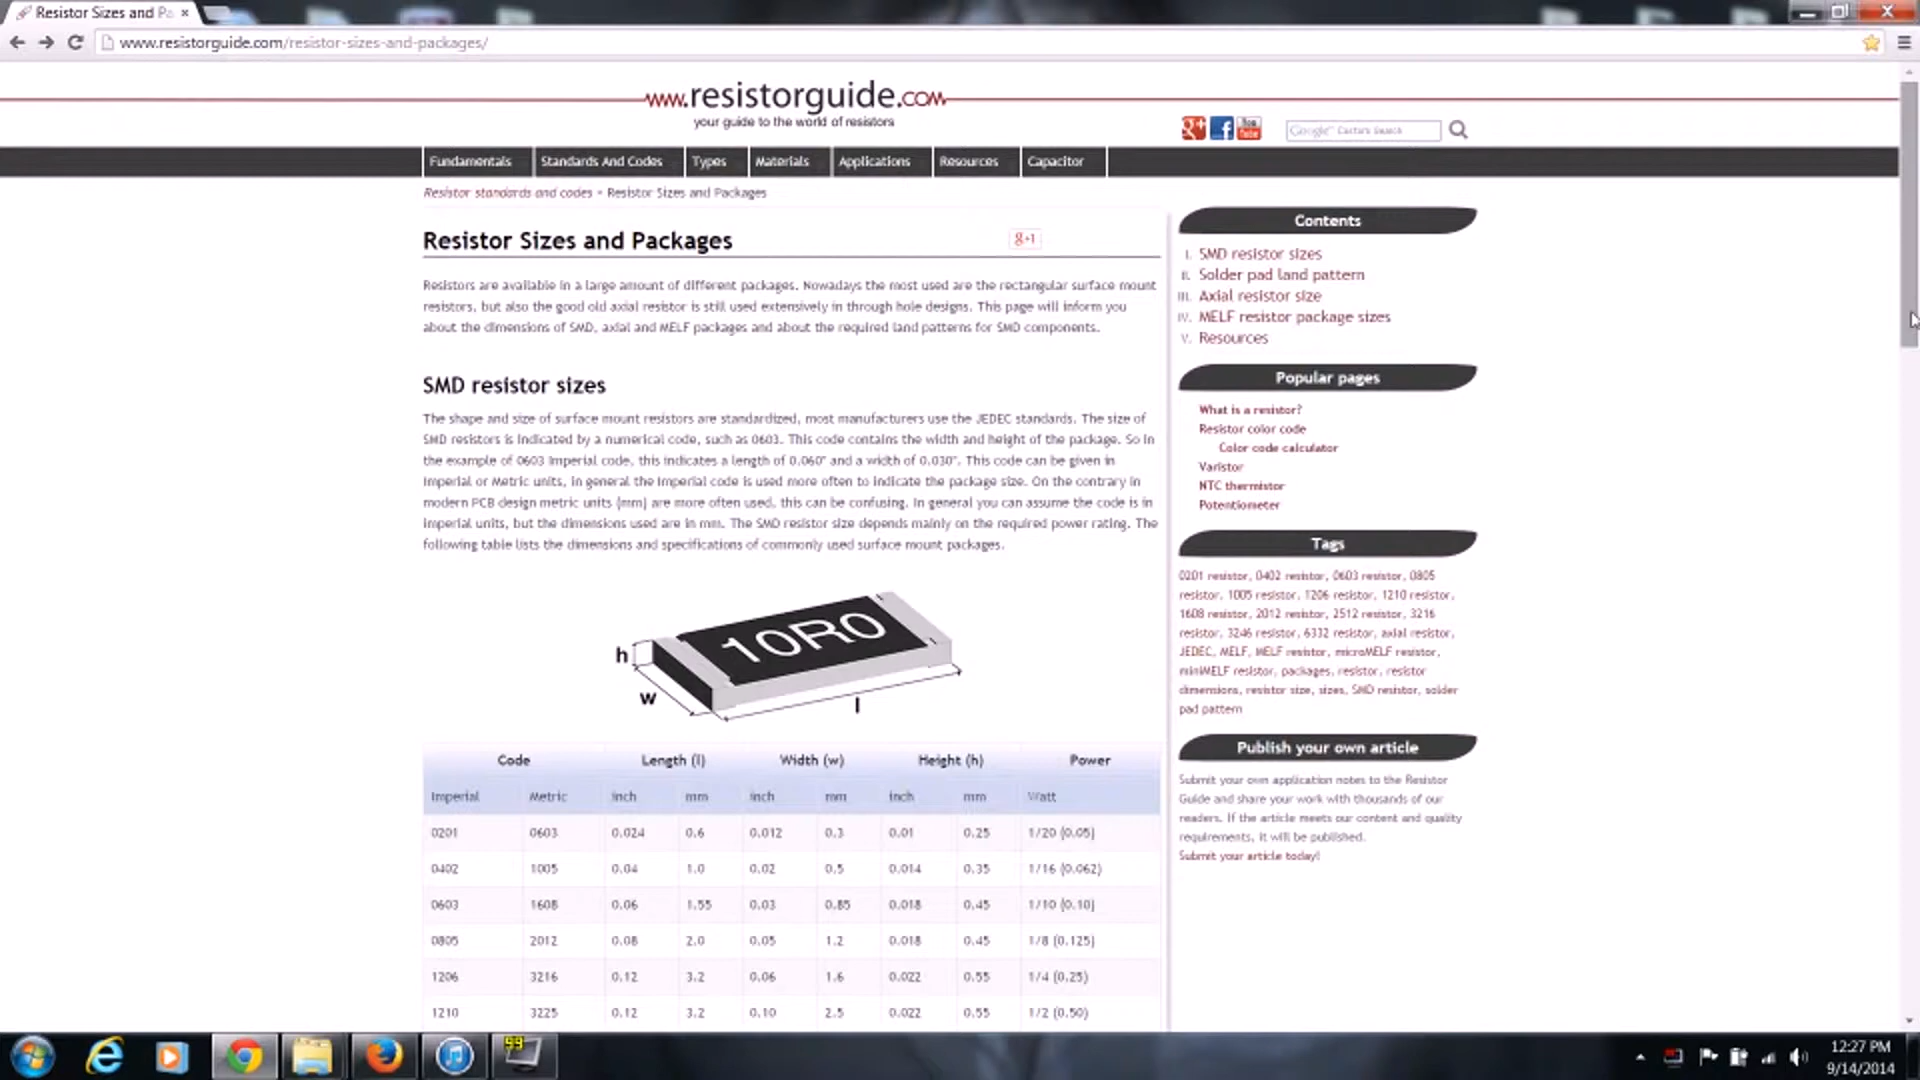 Resistor Sizes and Pa
www.resistorguide.com/resistor-sizes-and-packages/
www.resistorguide.com
your guide to the world of resistors
g+ You Tube Google™ Custom Search
Fundamentals Standards And Codes Types Materials Applications Resources Capacitor
Resistor standards and codes » Resistor Sizes and Packages
Resistor Sizes and Packages
g+1
Resistors are available in a large amount of different packages. Nowadays the most used are the rectangular surface mount
resistors, but also the good old axial resistor is still used extensively in through hole designs. This page will inform you
about the dimensions of SMD, axial and MELF packages and about the required land patterns for SMD components.
SMD resistor sizes
The shape and size of surface mount resistors are standardized, most manufacturers use the JEDEC standards. The size of
SMD resistors is indicated by a numerical code, such as 0603. This code contains the width and height of the package. So in
the example of 0603 Imperial code, this indicates a length of 0.060" and a width of 0.030". This code can be given in
Imperial or Metric units, in general the Imperial code is used more often to indicate the package size. On the contrary in
modern PCB design metric units (mm) are more often used, this can be confusing. In general you can assume the code is in
imperial units, but the dimensions used are in mm. The SMD resistor size depends mainly on the required power rating. The
following table lists the dimensions and specifications of commonly used surface mount packages.
10R0
h
w
l
Code Length (l) Width (w) Height (h) Power
Imperial Metric inch mm inch mm inch mm Watt
0201 0603 0.024 0.6 0.012 0.3 0.01 0.25 1/20 (0.05)
0402 1005 0.04 1.0 0.02 0.5 0.014 0.35 1/16 (0.062)
0603 1608 0.06 1.55 0.03 0.85 0.018 0.45 1/10 (0.10)
0805 2012 0.08 2.0 0.05 1.2 0.018 0.45 1/8 (0.125)
1206 3216 0.12 3.2 0.06 1.6 0.022 0.55 1/4 (0.25)
1210 3225 0.12 3.2 0.10 2.5 0.022 0.55 1/2 (0.50)
Contents
I. SMD resistor sizes
II. Solder pad land pattern
III. Axial resistor size
IV. MELF resistor package sizes
V. Resources
Popular pages
What is a resistor?
Resistor color code
Color code calculator
Varistor
NTC thermistor
Potentiometer
Tags
0201 resistor, 0402 resistor, 0603 resistor, 0805
resistor, 1005 resistor, 1206 resistor, 1210 resistor,
1608 resistor, 2012 resistor, 2512 resistor, 3216
resistor, 3246 resistor, 6332 resistor, axial resistor,
JEDEC, MELF, MELF resistor, microMELF resistor,
miniMELF resistor, packages, resistor, resistor
dimensions, resistor size, sizes, SMD resistor, solder
pad pattern
Publish your own article
Submit your own application notes to the Resistor
Guide and share your work with thousands of our
readers. If the article meets our content and quality
requirements, it will be published.
Submit your article today!
99
12:27 PM
9/14/2014